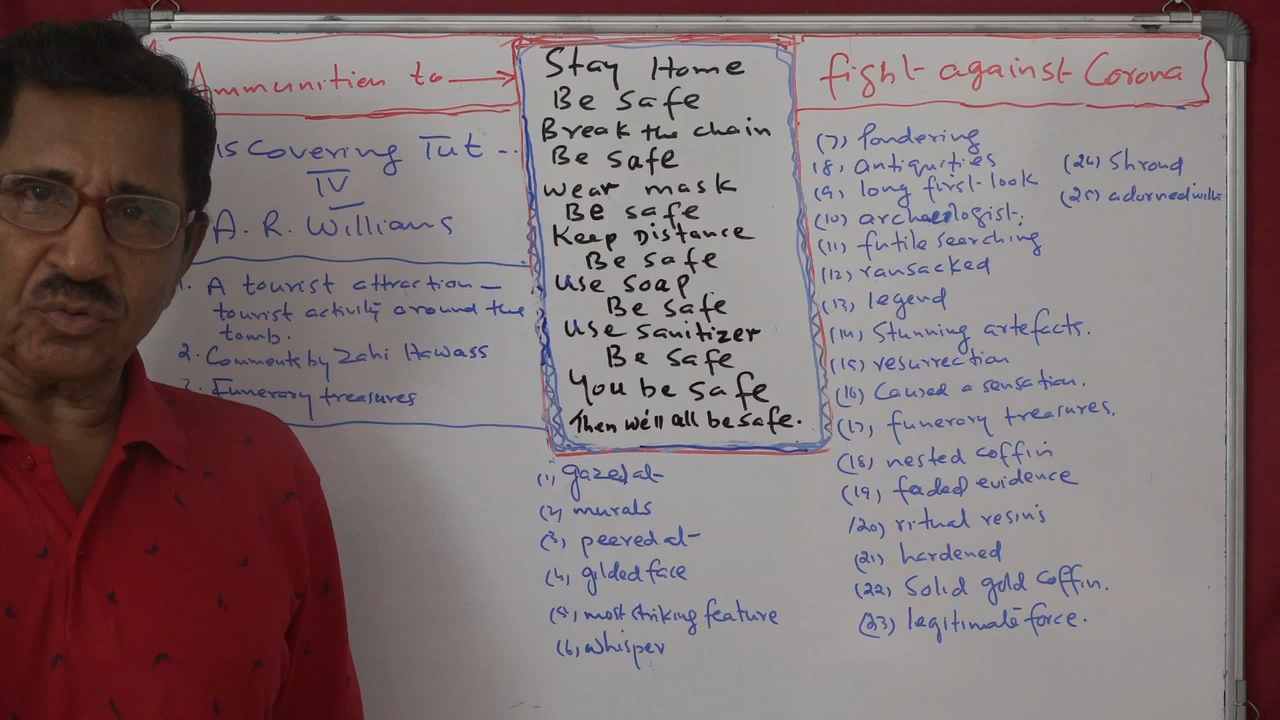 Ammunition to
iscovering Tut --
IV
A. R. Williams
1. A tourist attraction –
tourist activity around the
tomb.
2. Comments by Zahi Hawass
3. Funerory treasures
Stay Home
Be safe
Break the chain
Be safe
wear mask
Be safe
Keep Distance
Be safe
Use soap
Be safe
Use sanitizer
Be safe
You be safe
Then we'll all be safe.
(1) gazed at
(2) murals
(3) peered at
(4) gilded face
(5) most striking feature
(6) whisper
fight against Corona
(7) Pondering
(8) antiquities
(9) long first look
(10) archaeologist;
(11) futile searching
(12) ransacked
(13) legend
(14) Stunning artefacts.
(15) resurrection
(16) Caused a sensation.
(17) funerory treasures.
(18) nested coffin
(19) faded evidence
(20) ritual resins
(21) hardened
(22) Solid gold coffin.
(23) legitimate force.
(24) Shroud
(25) adorned with